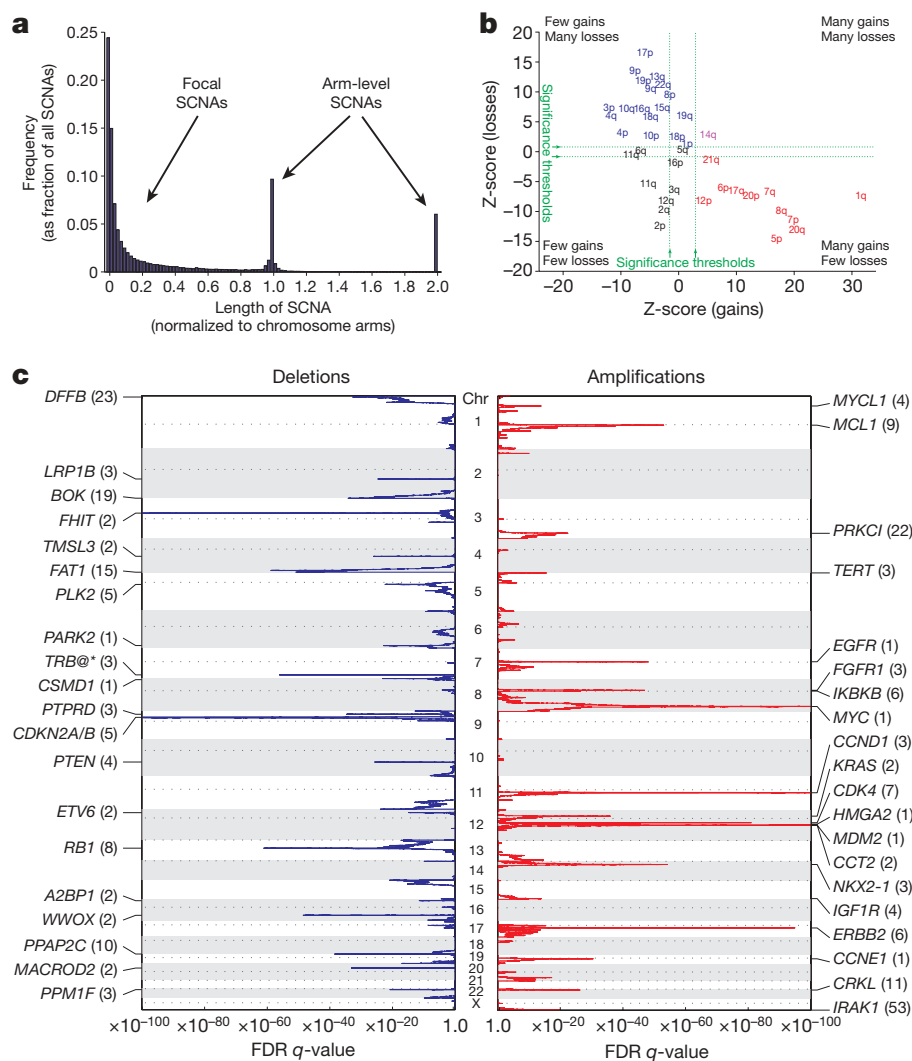 a
0.25
0.20
0.15
0.10
0.05
0
Frequency
(as fraction of all SCNAs)
Focal
SCNAs
Arm-level
SCNAs
0.2 0.6 1.0 1.4 1.8 2.0
Length of SCNA
(normalized to chromosome arms)
b
Few gains
Many losses
Many gains
Many losses
20
15
10
5
0
−5
−10
−15
−20
Z-score (losses)
Significance
thresholds
17p
9p
13q
19p
22q
9q
8p
3p
10q
16q
15q
4q
18q
19q
4p
10p
18p
1p
14q
11q
6q
5q
16p
21q
5q
3q
6p
17q
20p
7q
1q
12q
12p
2q
8q
7p
2p
20q
5p
Few gains
Few losses
Significance thresholds
Many gains
Few losses
−20 −10 0 10 20 30
Z-score (gains)
c
Deletions
Chr
Amplifications
DFFB (23)
LRP1B (3)
BOK (19)
FHIT (2)
TMSL3 (2)
FAT1 (15)
PLK2 (5)
PARK2 (1)
TRB@* (3)
CSMD1 (1)
PTPRD (3)
CDKN2A/B (5)
PTEN (4)
ETV6 (2)
RB1 (8)
A2BP1 (2)
WWOX (2)
PPAP2C (10)
MACROD2 (2)
PPM1F (3)
1
2
3
4
5
6
7
8
9
10
11
12
13
14
15
16
17
18
19
20
21
22
X
MYCL1 (4)
MCL1 (9)
PRKCI (22)
TERT (3)
EGFR (1)
FGFR1 (3)
IKBKB (6)
MYC (1)
CCND1 (3)
KRAS (2)
CDK4 (7)
HMGA2 (1)
MDM2 (1)
CCT2 (2)
NKX2-1 (3)
IGF1R (4)
ERBB2 (6)
CCNE1 (1)
CRKL (11)
IRAK1 (53)
×10−100 ×10−80 ×10−60 ×10−40 ×10−20 1.0
FDR q-value
1.0 ×10−20 ×10−40 ×10−60 ×10−80 ×10−100
FDR q-value